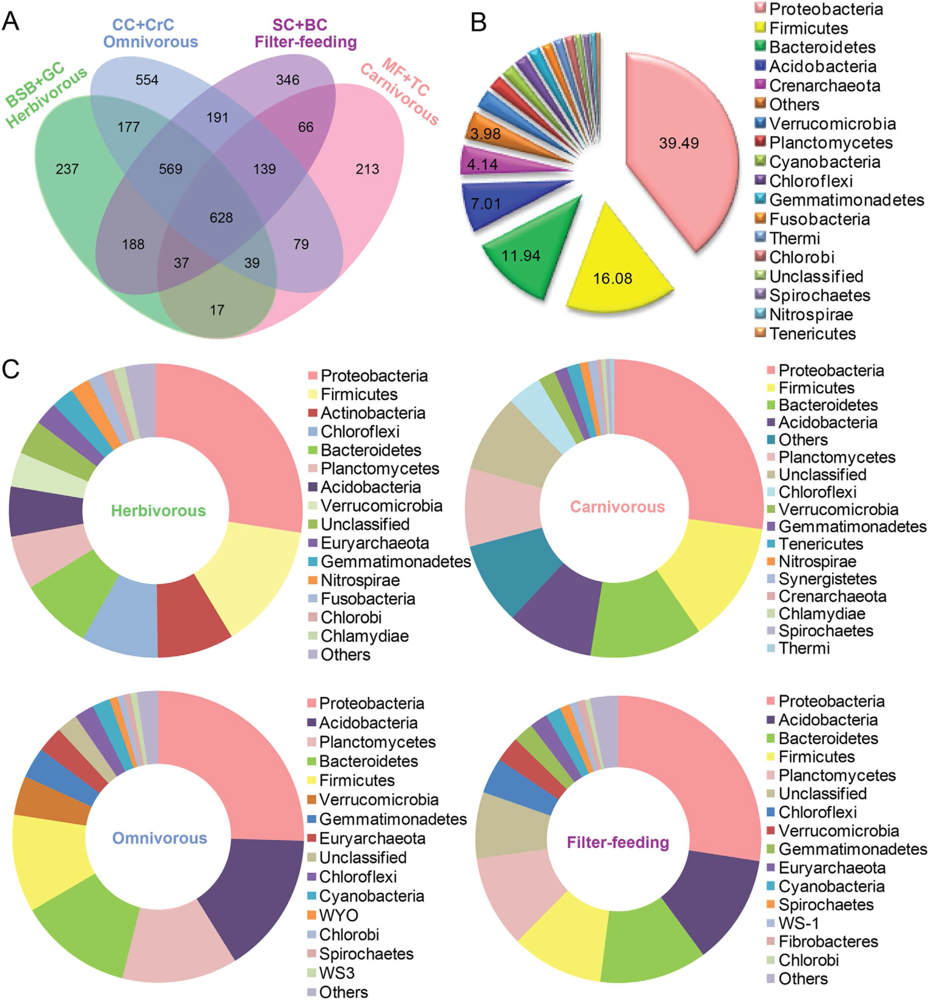 A
CC+CrC
Omnivorous
SC+BC
Filter-feeding
BSB+GC
Herbivorous
MF+TC
Carnivorous
554
346
177
191
66
237
569
139
213
628
188
37
39
79
17
B
39.49
16.08
11.94
7.01
4.14
3.98
Proteobacteria
Firmicutes
Bacteroidetes
Acidobacteria
Crenarchaeota
Others
Verrucomicrobia
Planctomycetes
Cyanobacteria
Chloroflexi
Gemmatimonadetes
Fusobacteria
Thermi
Chlorobi
Unclassified
Spirochaetes
Nitrospirae
Tenericutes
C
Herbivorous
Proteobacteria
Firmicutes
Actinobacteria
Chloroflexi
Bacteroidetes
Planctomycetes
Acidobacteria
Verrucomicrobia
Unclassified
Euryarchaeota
Gemmatimonadetes
Nitrospirae
Fusobacteria
Chlorobi
Chlamydiae
Others
Carnivorous
Proteobacteria
Firmicutes
Bacteroidetes
Acidobacteria
Others
Planctomycetes
Unclassified
Chloroflexi
Verrucomicrobia
Gemmatimonadetes
Tenericutes
Nitrospirae
Synergistetes
Crenarchaeota
Chlamydiae
Spirochaetes
Thermi
Omnivorous
Proteobacteria
Acidobacteria
Planctomycetes
Bacteroidetes
Firmicutes
Verrucomicrobia
Gemmatimonadetes
Euryarchaeota
Unclassified
Chloroflexi
Cyanobacteria
WYO
Chlorobi
Spirochaetes
WS3
Others
Filter-feeding
Proteobacteria
Acidobacteria
Bacteroidetes
Firmicutes
Planctomycetes
Unclassified
Chloroflexi
Verrucomicrobia
Gemmatimonadetes
Euryarchaeota
Cyanobacteria
Spirochaetes
WS-1
Fibrobacteres
Chlorobi
Others